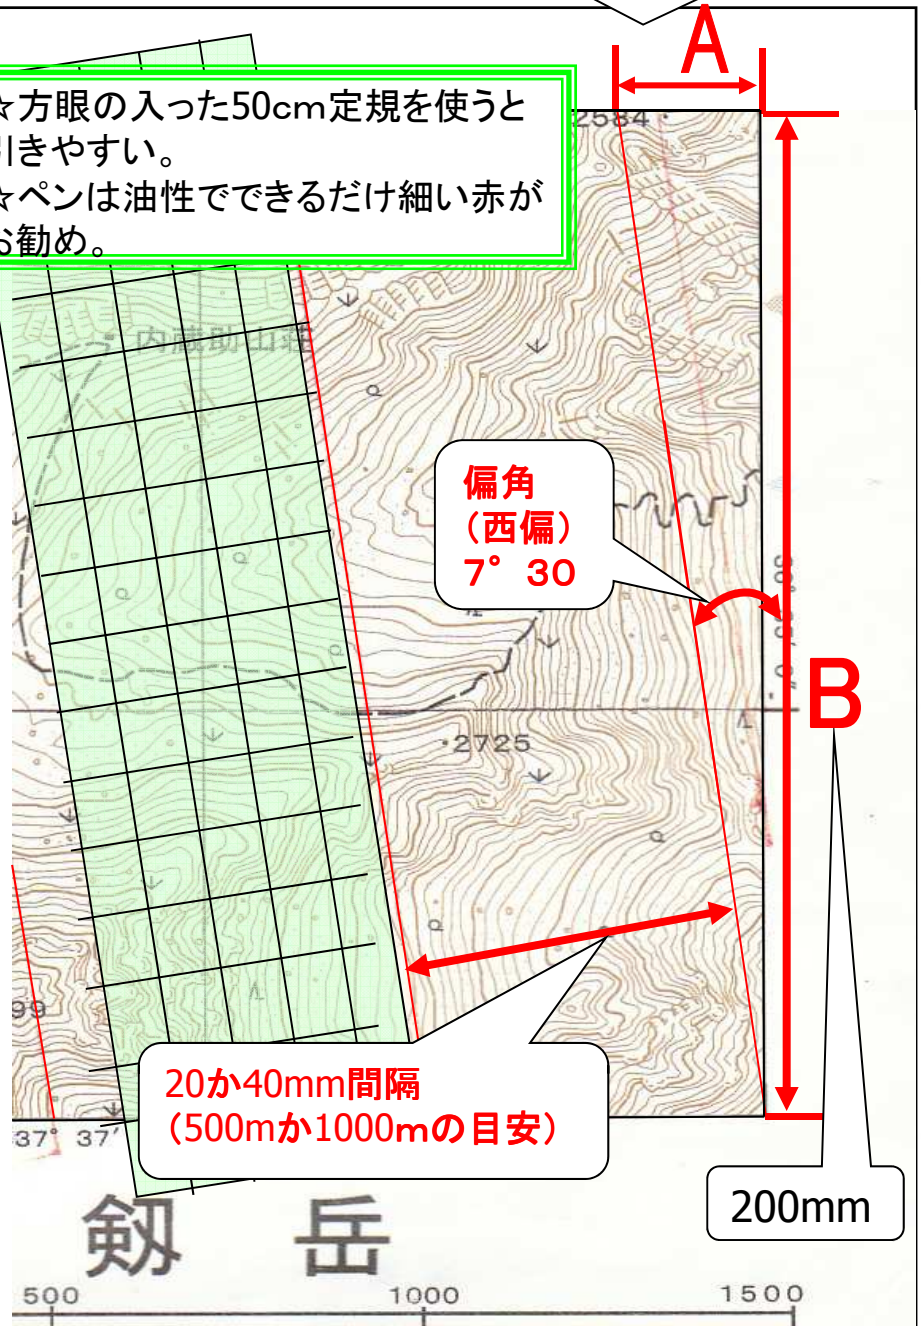 A
☆方眼の入った50cm定規を使うと
引きやすい。
☆ペンは油性でできるだけ細い赤が
お勧め。
2584
内蔵助山荘
偏角
(西偏)
7°30
B
2725
99
20か40mm間隔
(500mか1000mの目安)
37° 37′
200mm
剱 岳
500 1000 1500